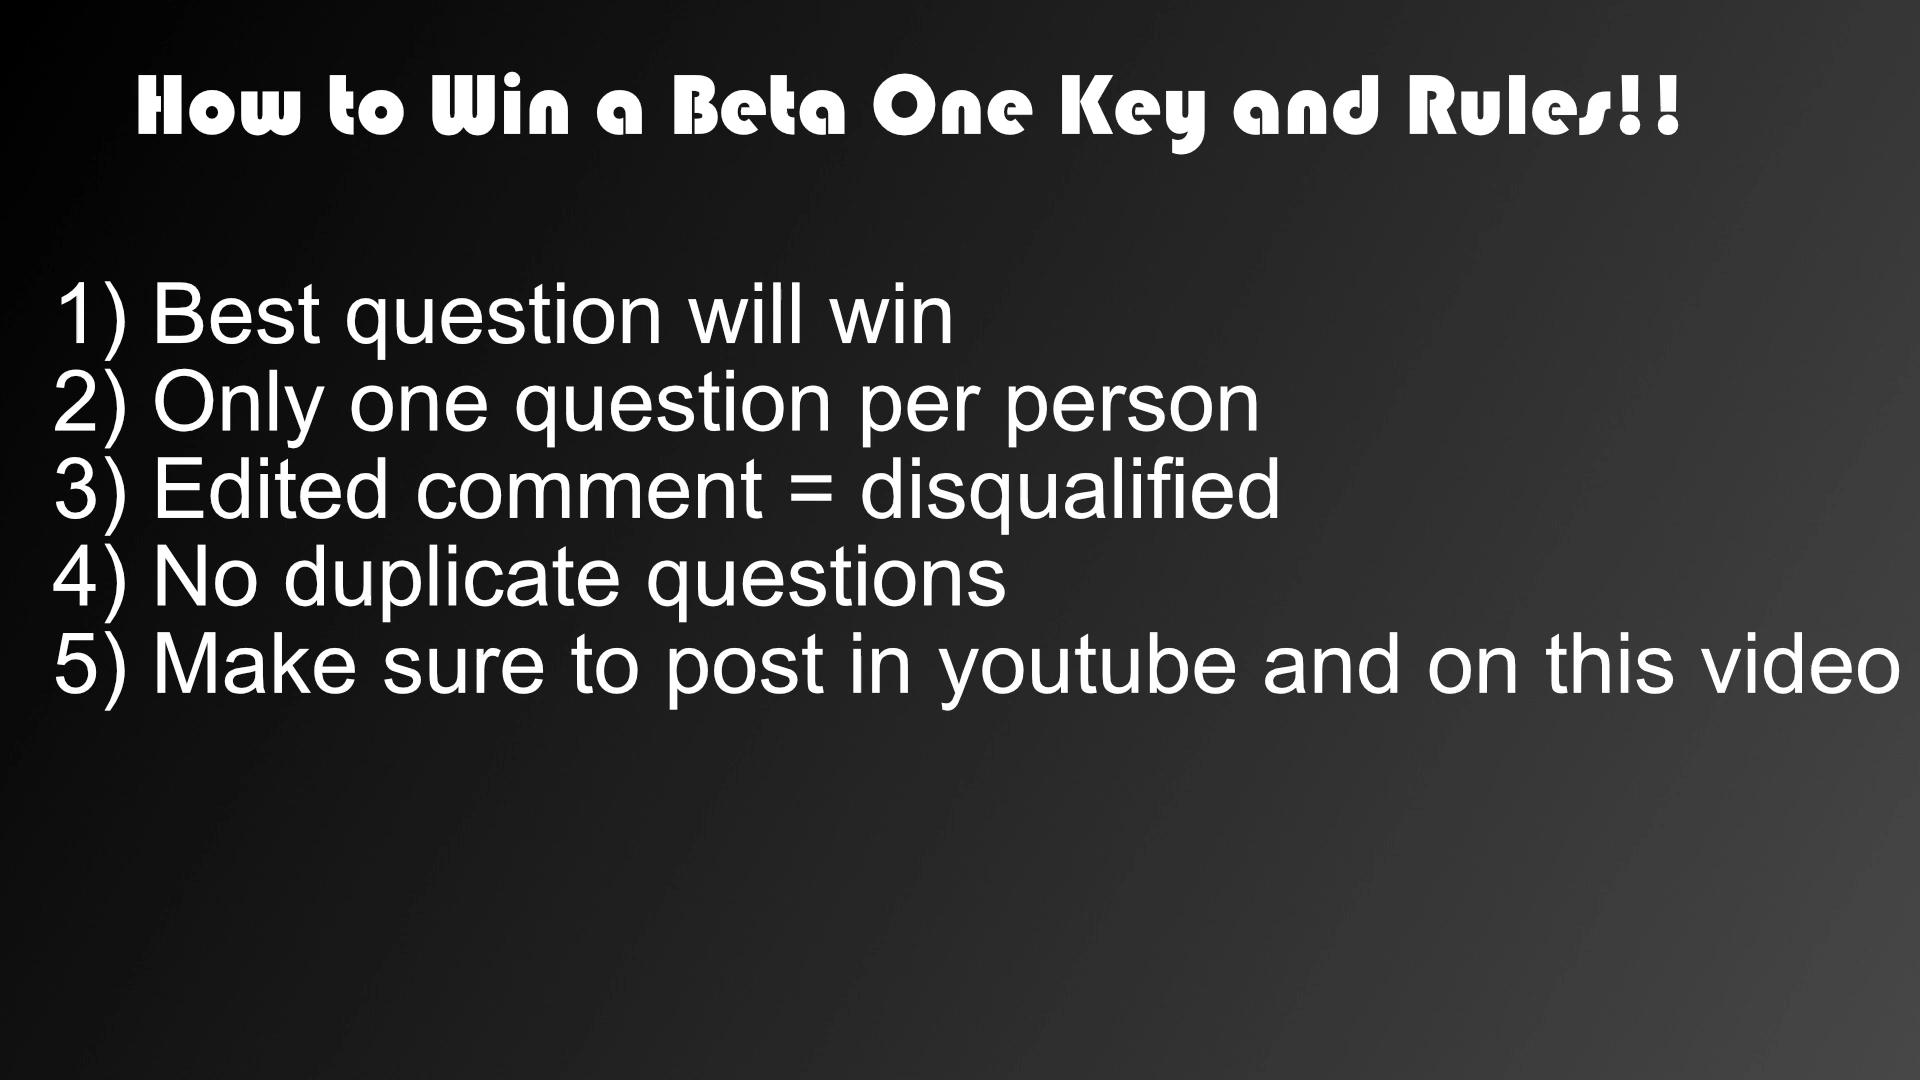 How to Win a Beta One Key and Rules!!
1) Best question will win
2) Only one question per person
3) Edited comment = disqualified
4) No duplicate questions
5) Make sure to post in youtube and on this video